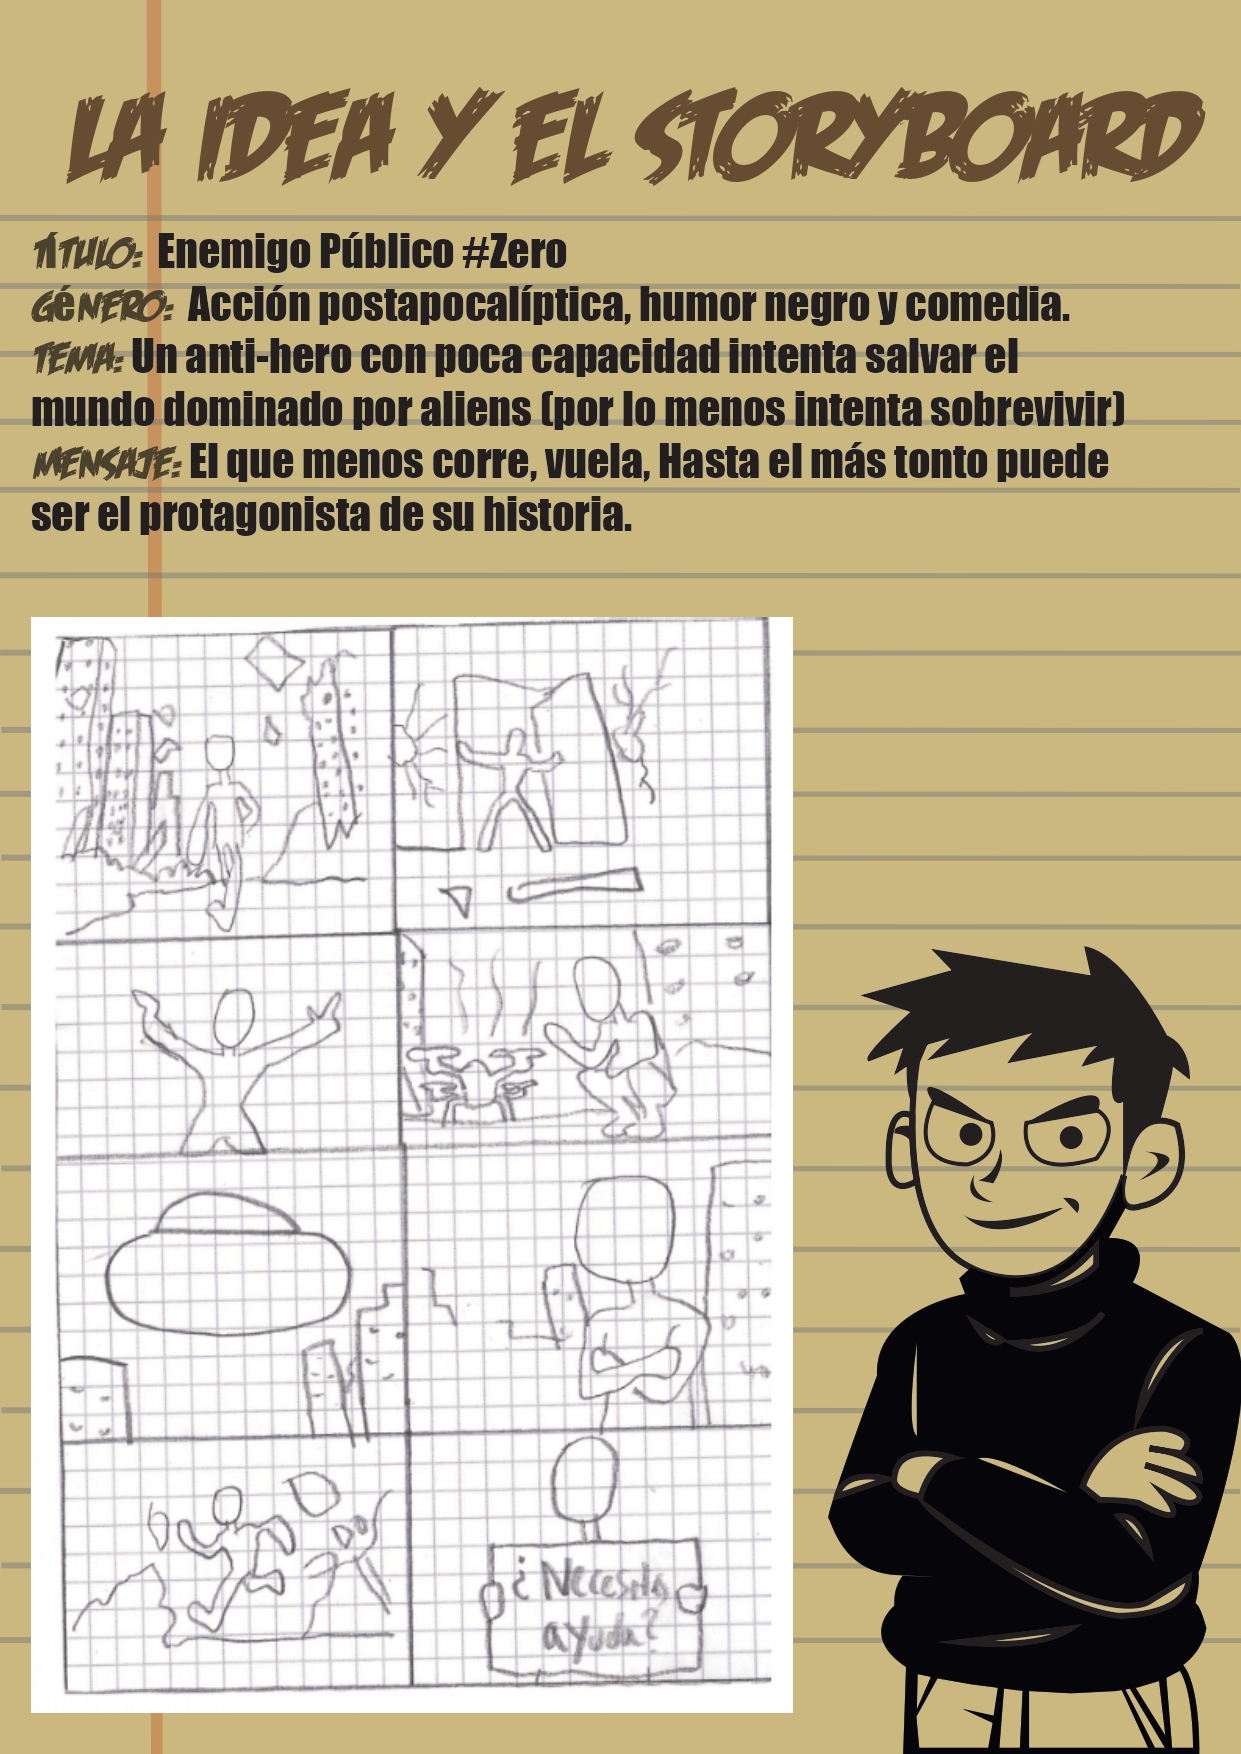 LA IDEA Y EL STORYBOARD
TÍTULO: Enemigo Público #Zero
GéNERO: Acción postapocalíptica, humor negro y comedia.
TEMA: Un anti-hero con poca capacidad intenta salvar el
mundo dominado por aliens (por lo menos intenta sobrevivir)
MENSAJE: El que menos corre, vuela, Hasta el más tonto puede
ser el protagonista de su historia.
¿Necesita
ayuda?